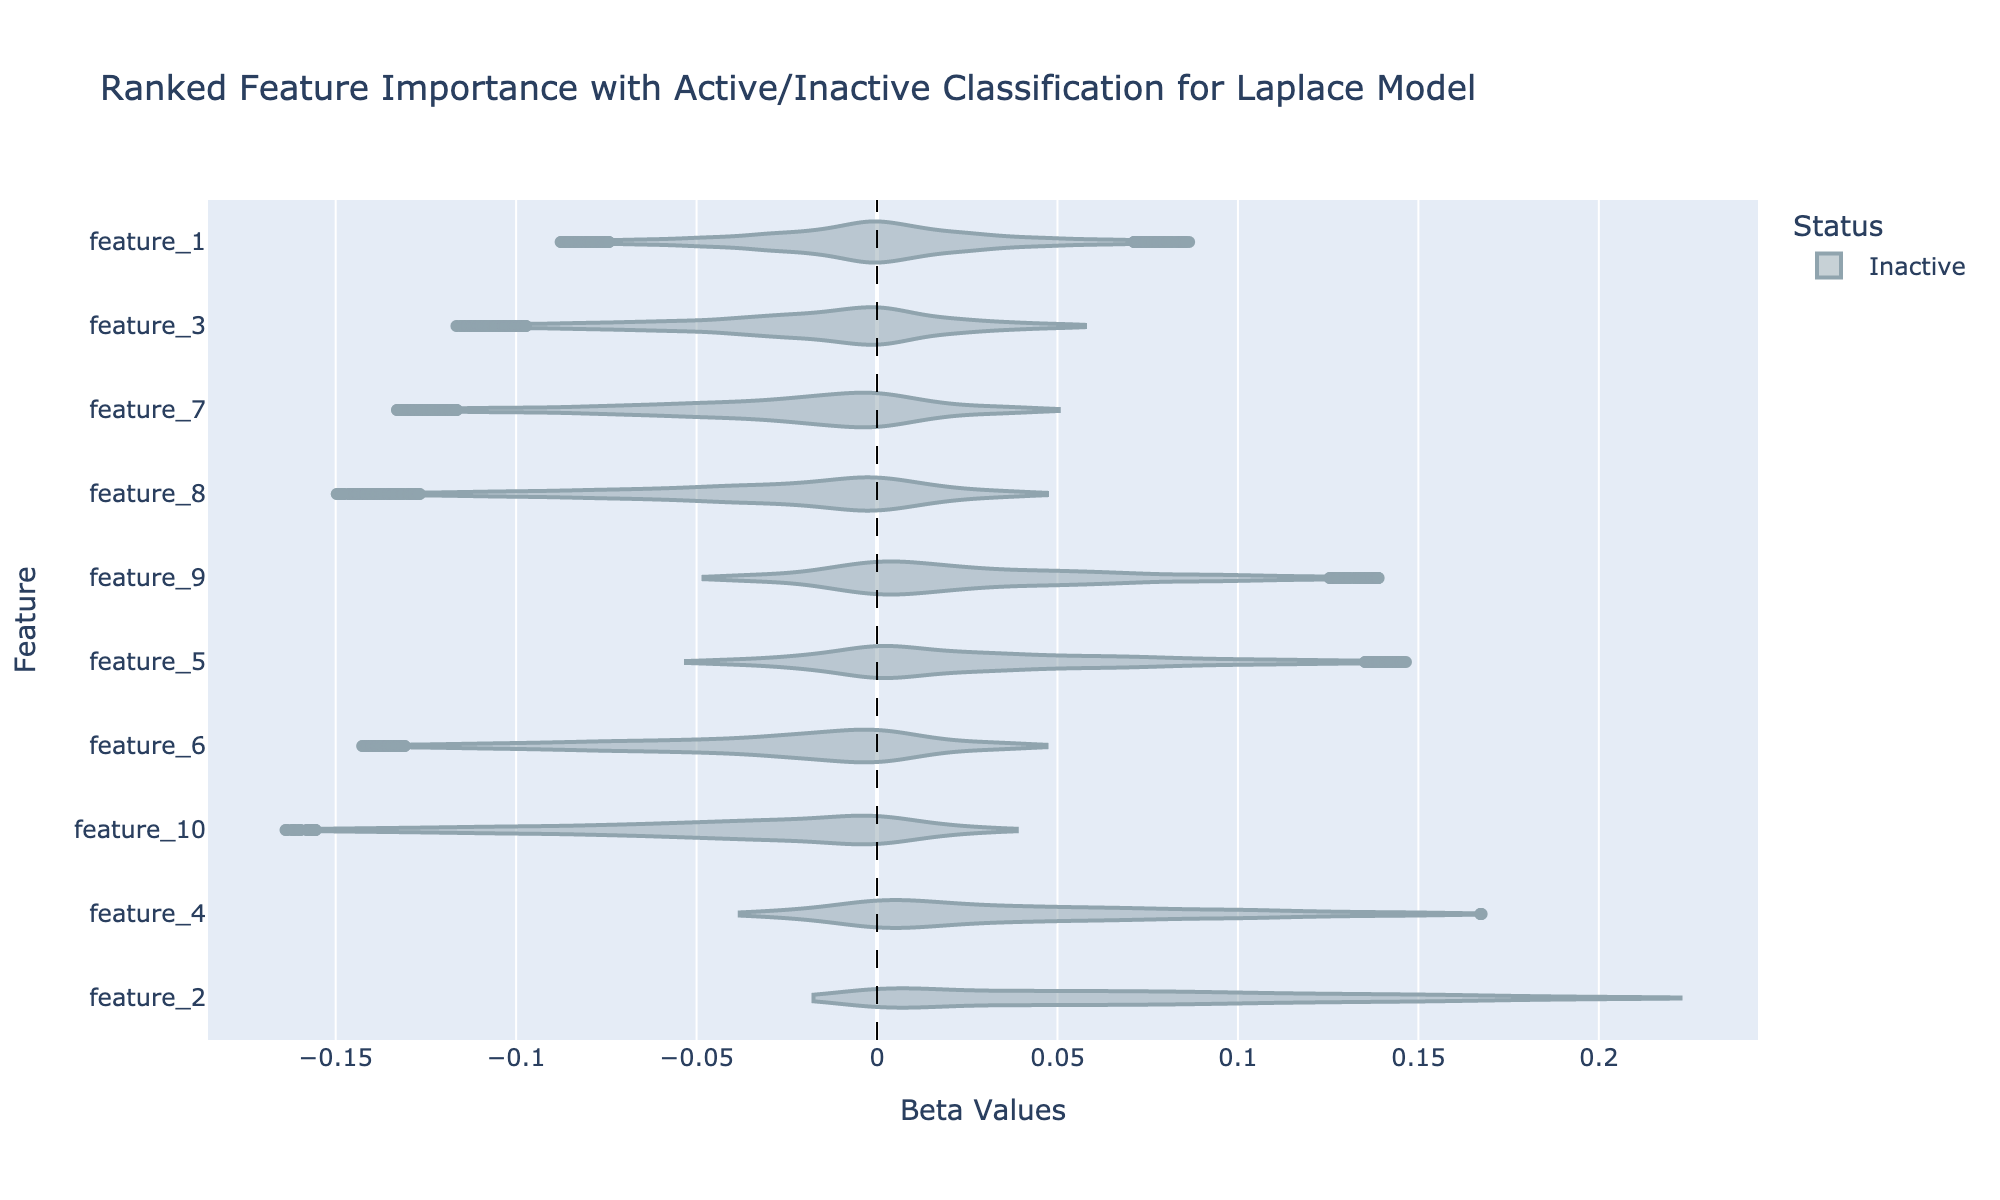 Ranked Feature Importance with Active/Inactive Classification for Laplace Model
Status
Inactive
Feature
feature_1
feature_3
feature_7
feature_8
feature_9
feature_5
feature_6
feature_10
feature_4
feature_2
−0.15 −0.1 −0.05 0 0.05 0.1 0.15 0.2
Beta Values